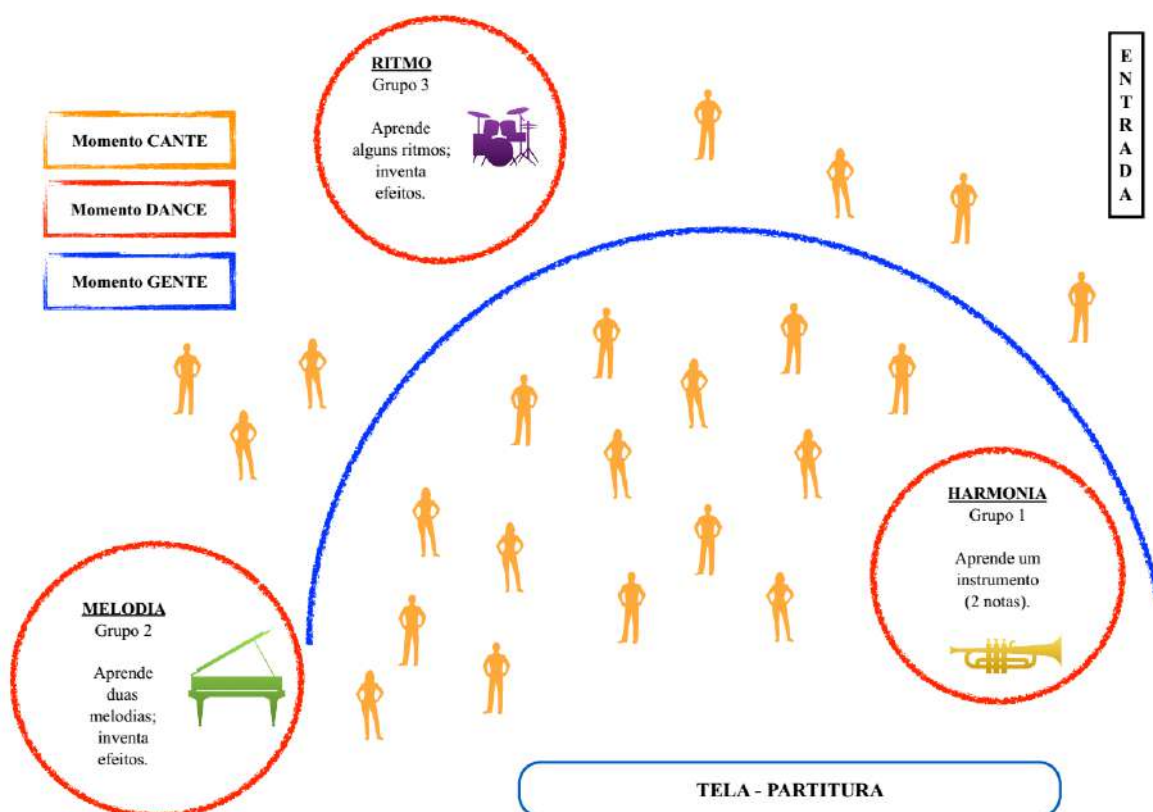 RITMO
Grupo 3
Aprende
alguns ritmos;
inventa
efeitos.
ENTRADA
Momento CANTE
Momento DANCE
Momento GENTE
HARMONIA
Grupo 1
Aprende um
instrumento
(2 notas).
MELODIA
Grupo 2
Aprende
duas
melodias;
inventa
efeitos.
TELA - PARTITURA